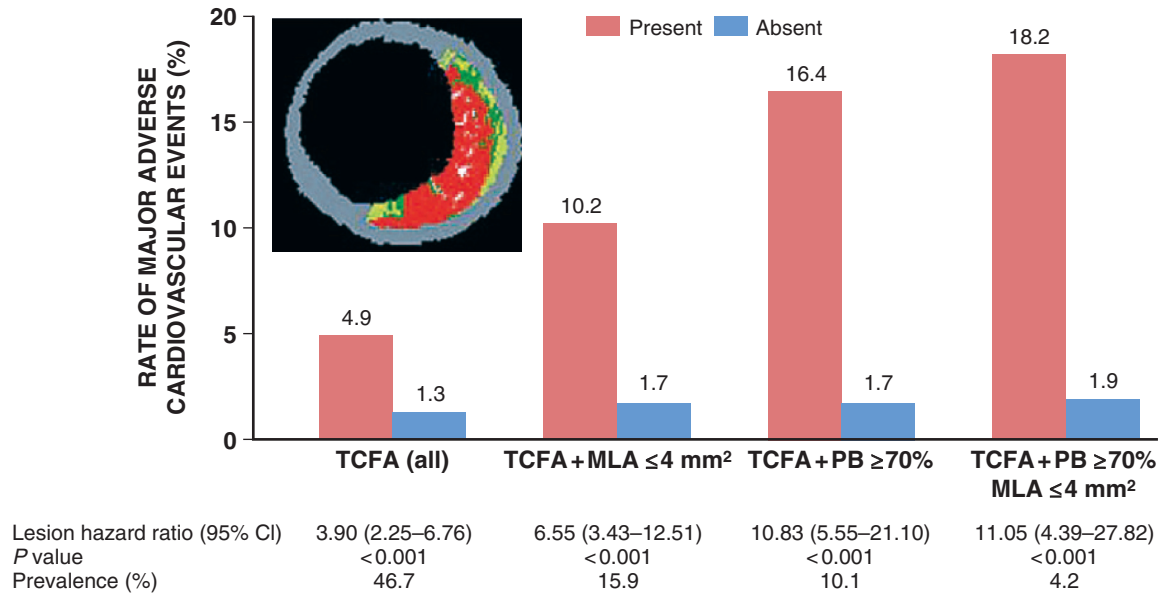 RATE OF MAJOR ADVERSE
CARDIOVASCULAR EVENTS (%)
20
15
10
5
0
Present Absent
4.9
1.3
10.2
1.7
16.4
1.7
18.2
1.9
TCFA (all) TCFA+MLA ≤4 mm² TCFA+PB ≥70% TCFA+PB ≥70%
MLA ≤4 mm²
Lesion hazard ratio (95% CI) 3.90 (2.25–6.76) 6.55 (3.43–12.51) 10.83 (5.55–21.10) 11.05 (4.39–27.82)
P value <0.001 <0.001 <0.001 <0.001
Prevalence (%) 46.7 15.9 10.1 4.2